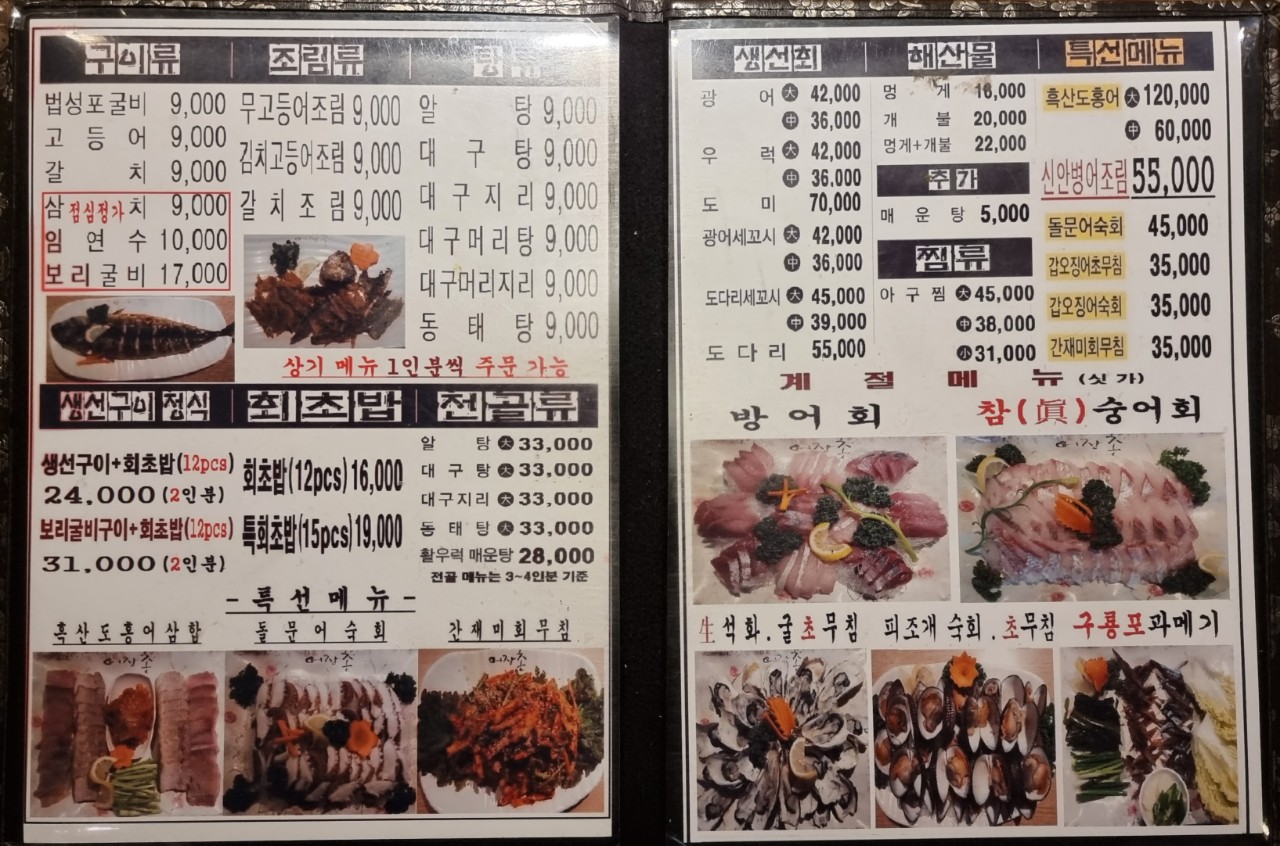 구이류
법성포굴비 9,000
고등어 9,000
갈치 9,000
삼치 점심정가 9,000
임연수 10,000
보리굴비 17,000
조림류
무고등어조림 9,000
김치고등어조림 9,000
갈치조림 9,000
탕류
알탕 9,000
대구탕 9,000
대구지리 9,000
대구머리탕 9,000
대구머리지리 9,000
동태탕 9,000
상기 메뉴 1인분씩 주문 가능
생선구이정식
생선구이+회초밥(12pcs)
24.000 (2인분)
보리굴비구이+회초밥(12pcs)
31.000 (2인분)
회초밥
회초밥(12pcs) 16,000
특회초밥(15pcs) 19,000
전골류
알탕 大 33,000
대구탕 大 33,000
대구지리 大 33,000
동태탕 大 33,000
활우럭 매운탕 28,000
전골 메뉴는 3~4인분 기준
- 특선메뉴 -
흑산도홍어삼합
돌문어숙회
간재미회무침
생선회
광어 大 42,000
中 36,000
우럭 大 42,000
中 36.000
도미 70,000
광어세꼬시 大 42,000
中 36,000
도다리세꼬시 大 45,000
中 39,000
도다리 55,000
해산물
멍게 18,000
개불 20,000
멍게+개불 22,000
추가
매운탕 5,000
찜류
아구찜 大 45,000
中 38,000
小 31,000
특선메뉴
흑산도홍어 大 120,000
中 60,000
신안병어조림 55,000
돌문어숙회 45,000
갑오징어초무침 35,000
갑오징어숙회 35,000
간재미회무침 35,000
계절메뉴 (싯가)
방어회
참(眞)숭어회
生석화.굴초무침
피조개 숙회.초무침
구룡포과메기